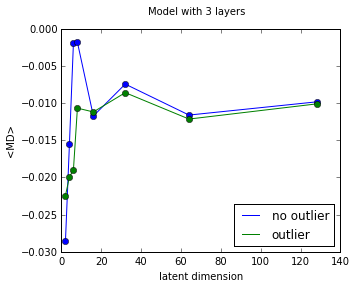 Model with 3 layers
0.000
−0.005
−0.010
−0.015
−0.020
−0.025
−0.030
<MD>
0 20 40 60 80 100 120 140
latent dimension
no outlier
outlier